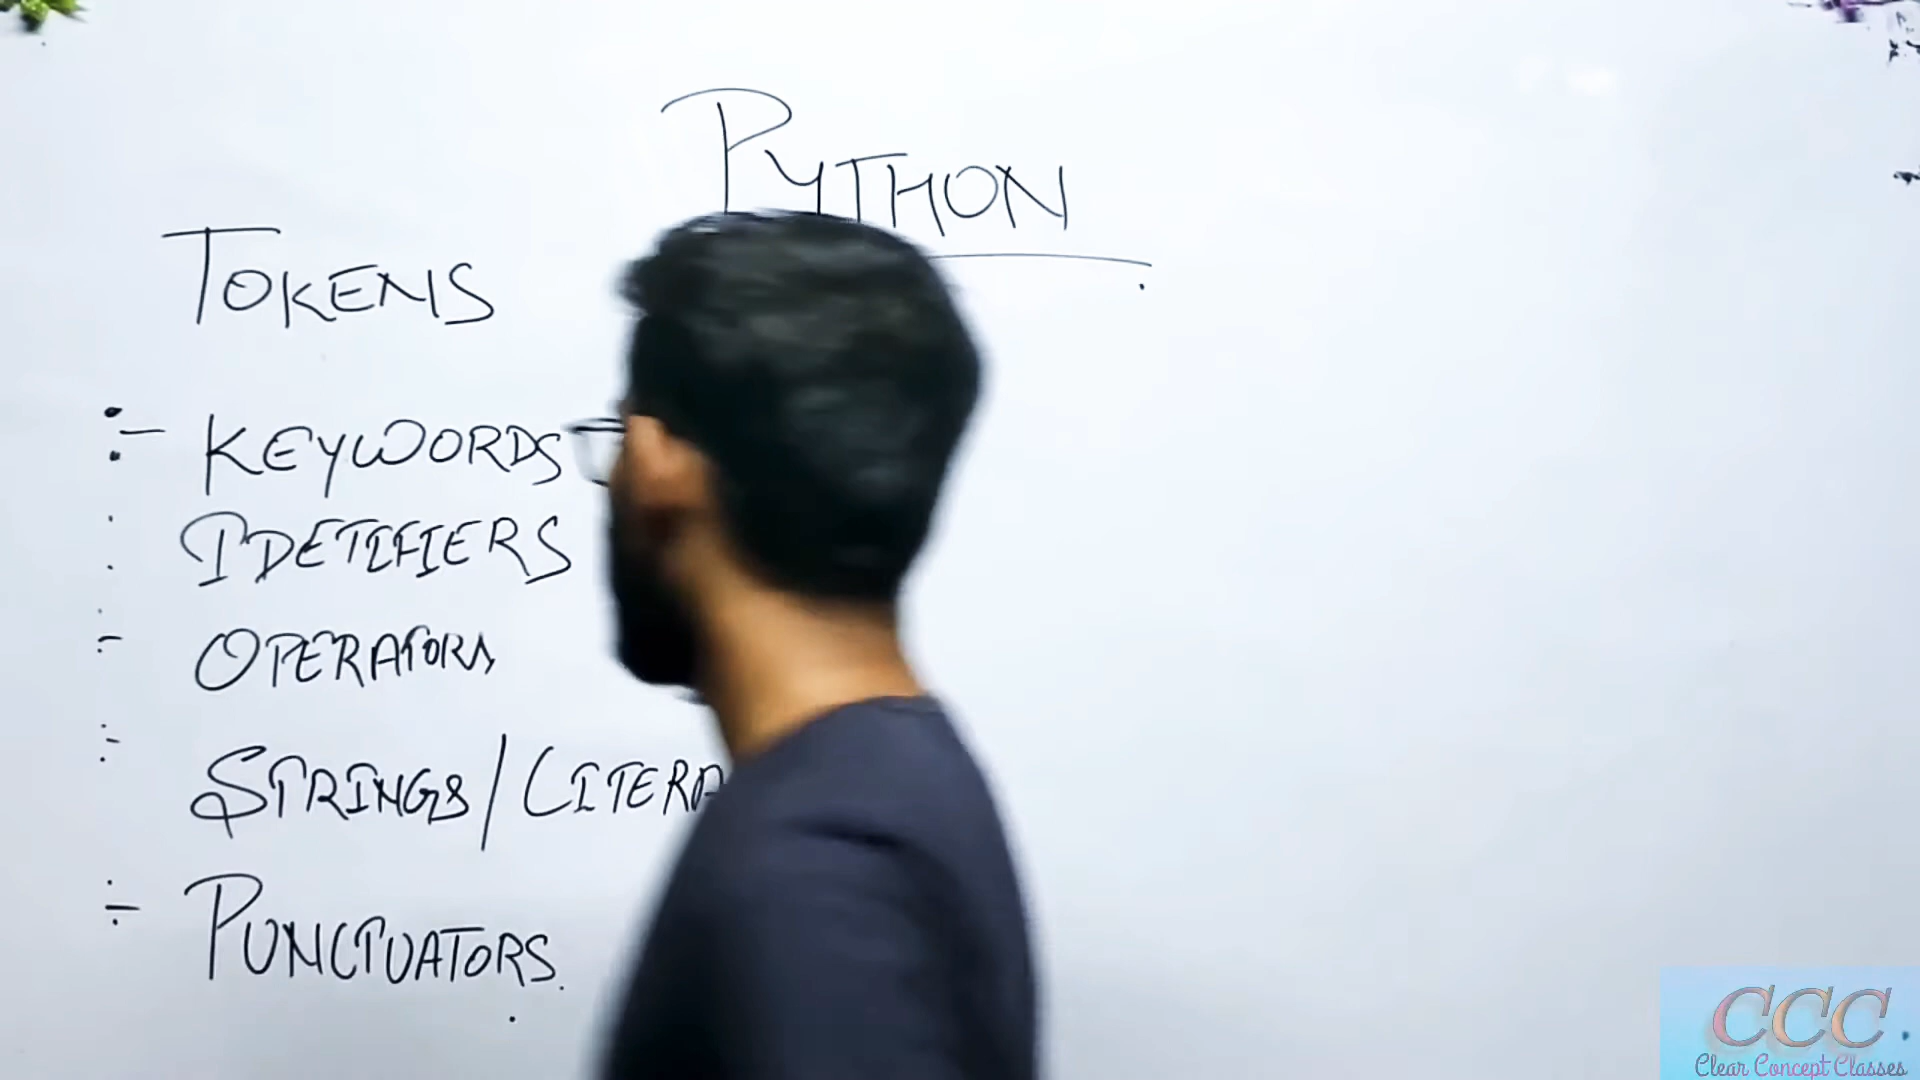 PYTHON
TOKENS
:- KEYWORDS
: IDETIFIERS
:- OPERATORS
:- STRINGS/LITERA
:- PUNCTUATORS.
CCC
Clear Concept Classes